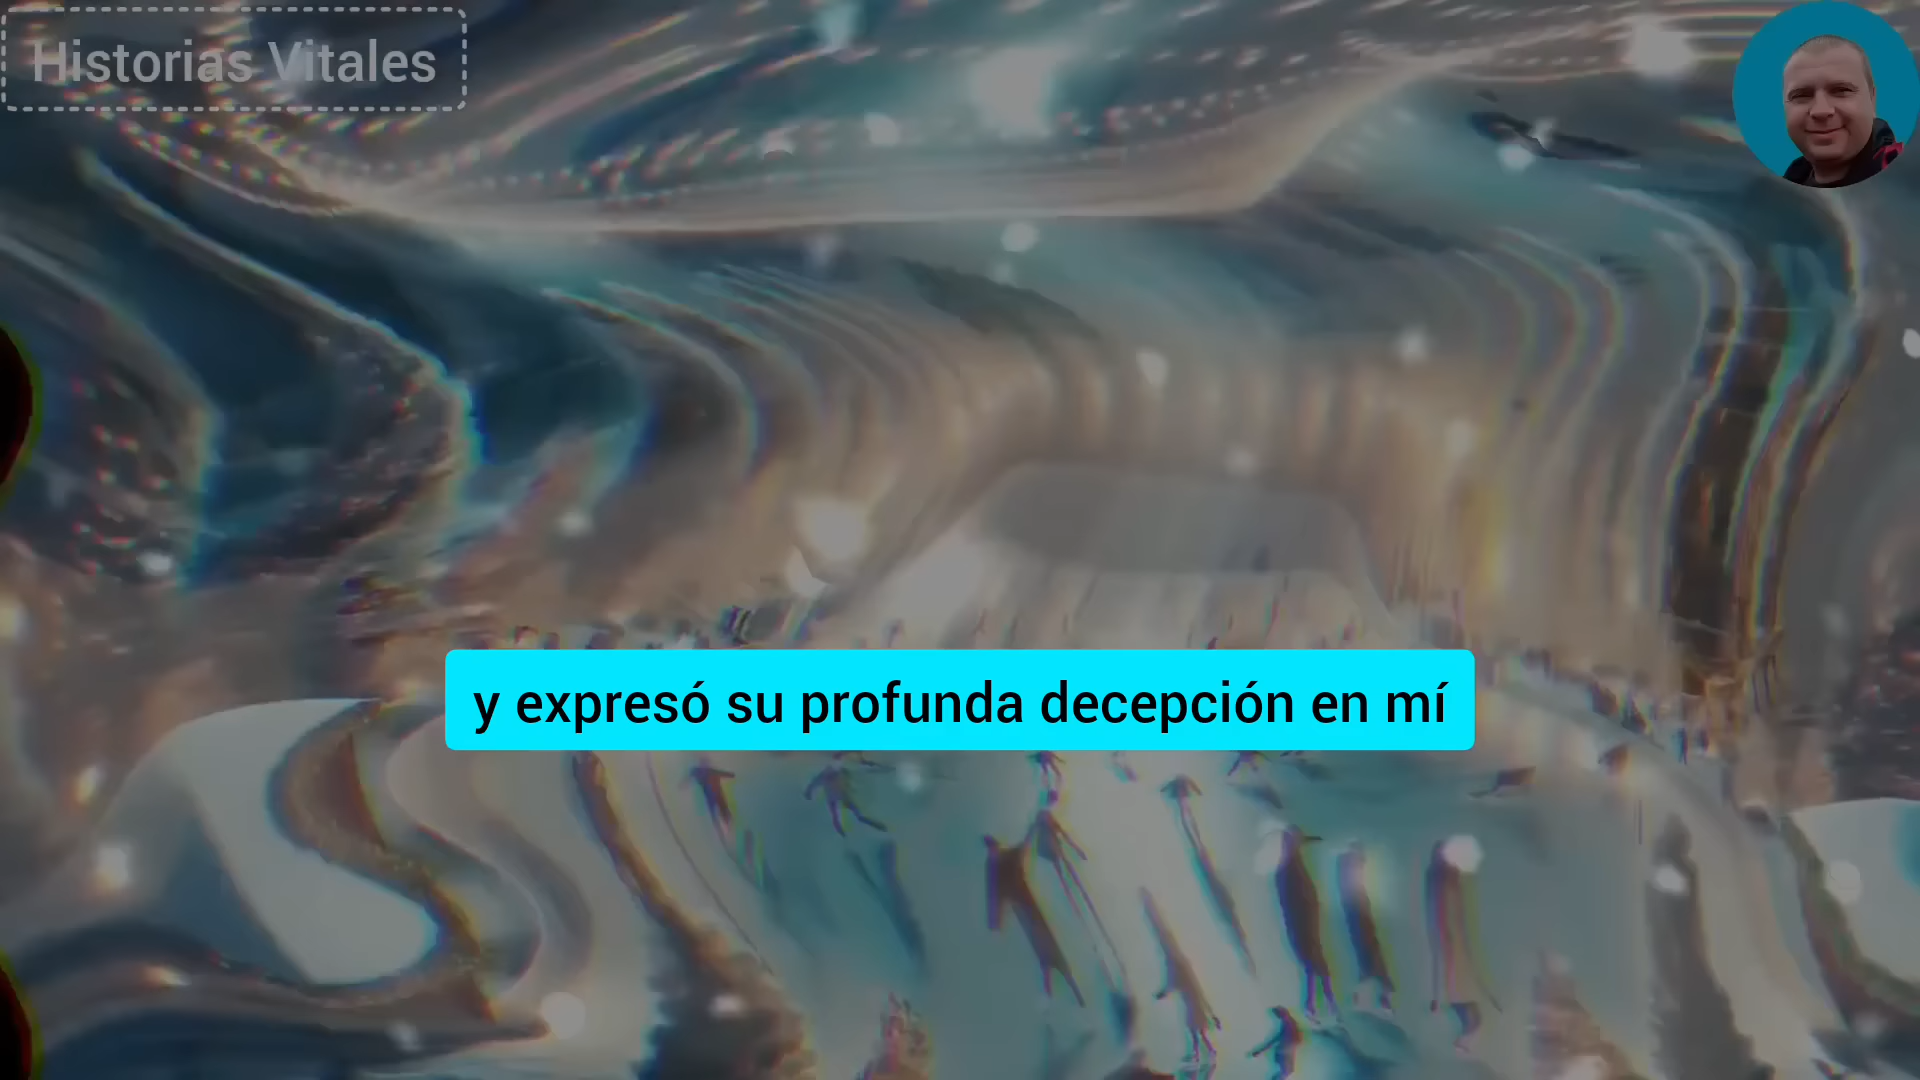 Historias Vitales
y expresó su profunda decepción en mí